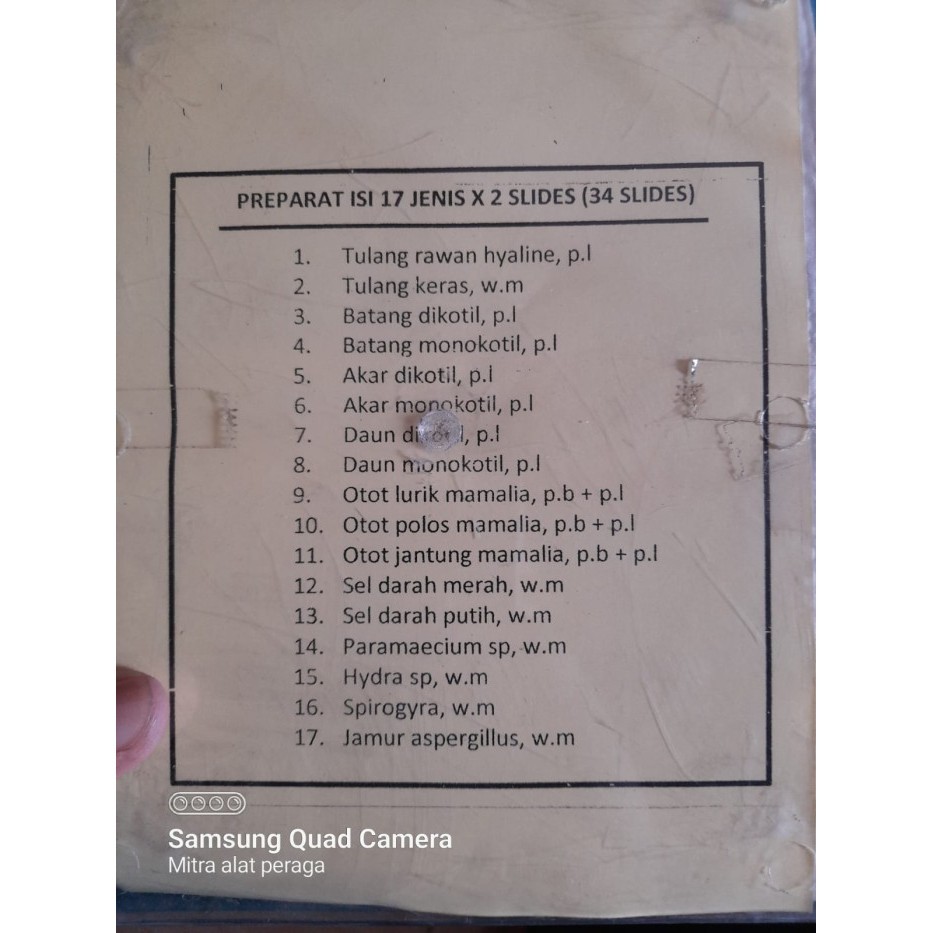 PREPARAT ISI 17 JENIS X 2 SLIDES (34 SLIDES)
1. Tulang rawan hyaline, p.l
2. Tulang keras, w.m
3. Batang dikotil, p.l
4. Batang monokotil, p.l
5. Akar dikotil, p.l
6. Akar monokotil, p.l
7. Daun dikotil, p.l
8. Daun monokotil, p.l
9. Otot lurik mamalia, p.b + p.l
10. Otot polos mamalia, p.b + p.l
11. Otot jantung mamalia, p.b + p.l
12. Sel darah merah, w.m
13. Sel darah putih, w.m
14. Paramaecium sp, w.m
15. Hydra sp, w.m
16. Spirogyra, w.m
17. Jamur aspergillus, w.m
Samsung Quad Camera
Mitra alat peraga